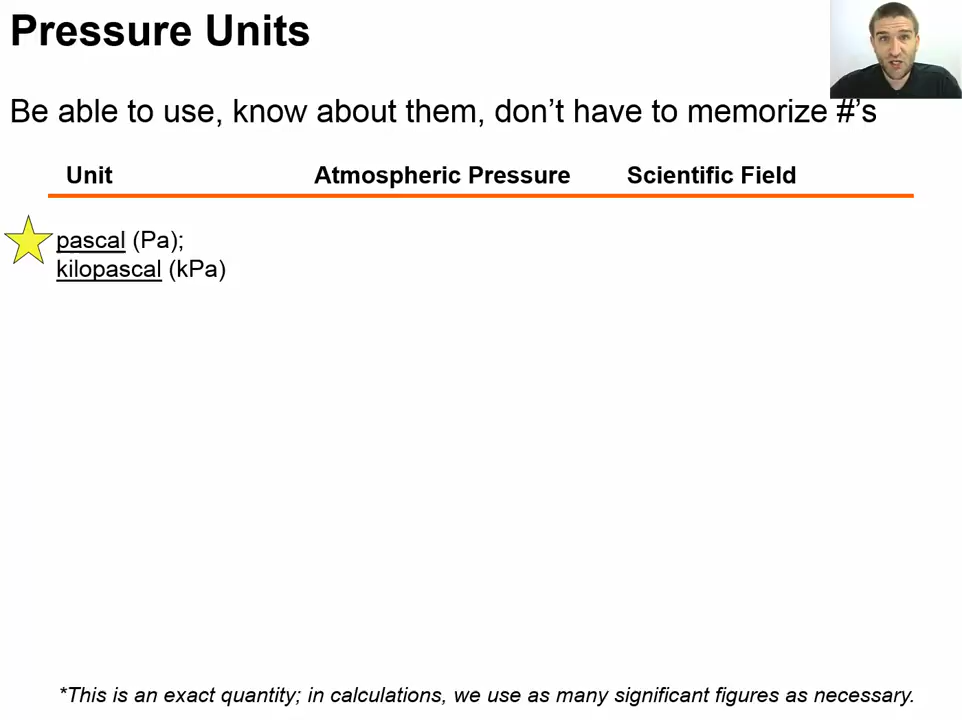 Pressure Units
Be able to use, know about them, don’t have to memorize #’s
Unit Atmospheric Pressure Scientific Field
pascal (Pa);
kilopascal (kPa)
*This is an exact quantity; in calculations, we use as many significant figures as necessary.